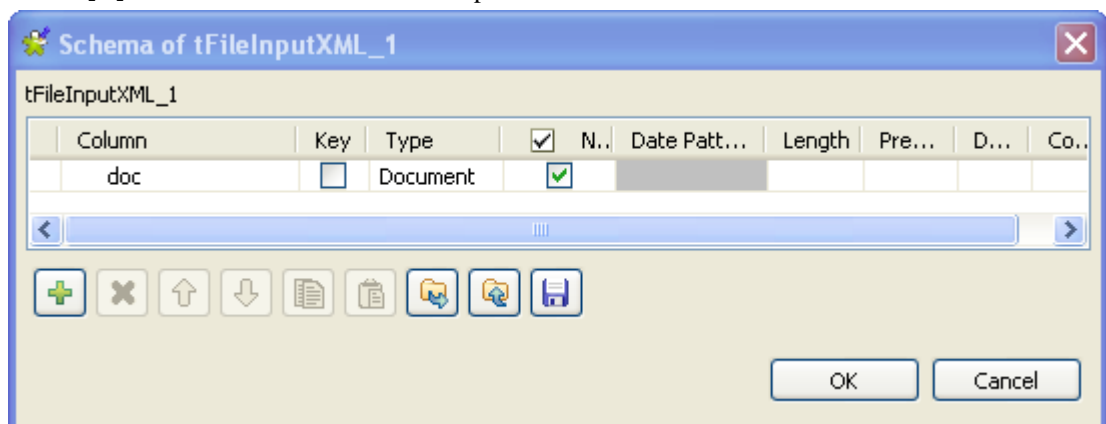 Schema of tFileInputXML_1
tFileInputXML_1
Column Key Type N.. Date Patt... Length Pre... D... Co..
doc Document
OK Cancel